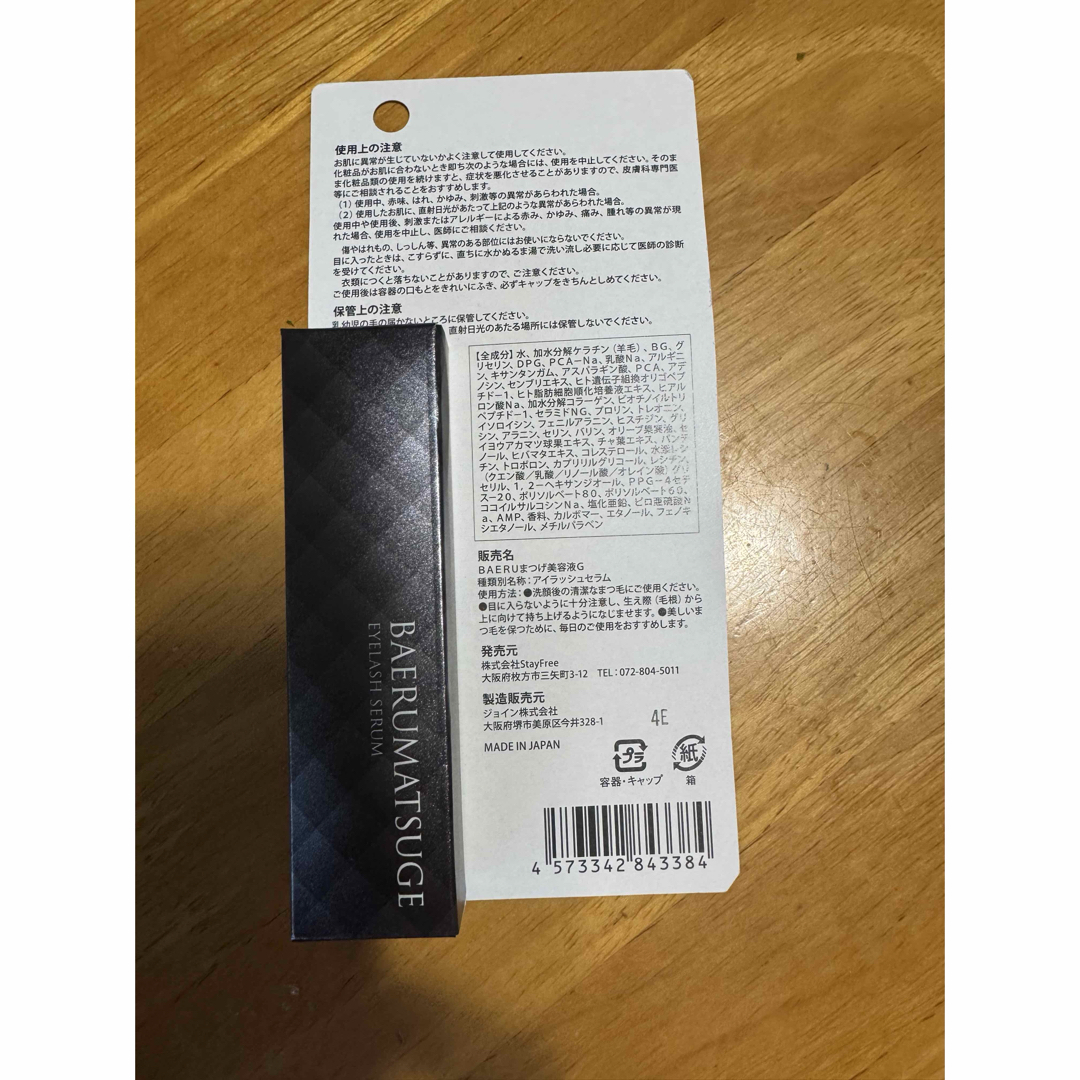 使用上の注意
お肌に異常が生じていないかよく注意して使用してください。
化粧品がお肌に合わないとき即ち次のような場合には、使用を中止してください。そのま
ま化粧品類の使用を続けますと、症状を悪化させることがありますので、皮膚科専門医
等にご相談されることをおすすめします。
(1)使用中、赤味、はれ、かゆみ、刺激等の異常があらわれた場合。
(2)使用したお肌に、直射日光があたって上記のような異常があらわれた場合。
使用中や使用後、刺激またはアレルギーによる赤み、かゆみ、痛み、腫れ等の異常が現
れた場合、使用を中止し、医師にご相談ください。
傷やはれもの、しっしん等、異常のある部位にはお使いにならないでください。
目に入ったときは、こすらずに、直ちに水かぬるま湯で洗い流し必要に応じて医師の診断
を受けてください。
衣類につくと落ちないことがありますので、ご注意ください。
ご使用後は容器の口もとをきれいにふき、必ずキャップをきちんとしめてください。
保管上の注意
乳幼児の手の届かないところに保管してください。
直射日光のあたる場所には保管しないでください。
【全成分】水、加水分解ケラチン(羊毛)、BG、グ
リセリン、DPG、PCA-Na、乳酸Na、アルギニ
ン、キサンタンガム、アスパラギン酸、PCA、アデ
ノシン、センブリエキス、ヒト遺伝子組換オリゴペプ
チド-1、ヒト脂肪細胞順化培養液エキス、ヒアル
ロン酸Na、加水分解コラーゲン、ビオチノイルトリ
ペプチド-1、セラミドNG、プロリン、トレオニン、
イソロイシン、フェニルアラニン、ヒスチジン、グリ
シン、アラニン、セリン、バリン、オリーブ果実油、セ
イヨウアカマツ球果エキス、チャ葉エキス、パンテ
ノール、ヒバマタエキス、コレステロール、水添レシ
チン、トロポロン、カプリリルグリコール、レシチン、
(クエン酸/乳酸/リノール酸/オレイン酸)グリ
セリル、1,2-ヘキサンジオール、PPG-4セテ
ス-20、ポリソルベート80、ポリソルベート60、
ココイルサルコシンNa、塩化亜鉛、ピロ亜硫酸N
a、AMP、香料、カルボマー、エタノール、フェノキ
シエタノール、メチルパラベン
販売名
BAERUまつげ美容液G
種類別名称:アイラッシュセラム
使用方法:●洗顔後の清潔なまつ毛にご使用ください。
●目に入らないように十分注意し、生え際(毛根)から
上に向けて持ち上げるようになじませます。●美しいま
つ毛を保つために、毎日のご使用をおすすめします。
発売元
株式会社StayFree
大阪府枚方市三矢町3-12 TEL:072-804-5011
製造販売元
ジョイン株式会社
大阪府堺市美原区今井328-1
4E
MADE IN JAPAN
プラ
容器・キャップ
紙
箱
4 573342 843384
BAERUMATSUGE
EYELASH SERUM